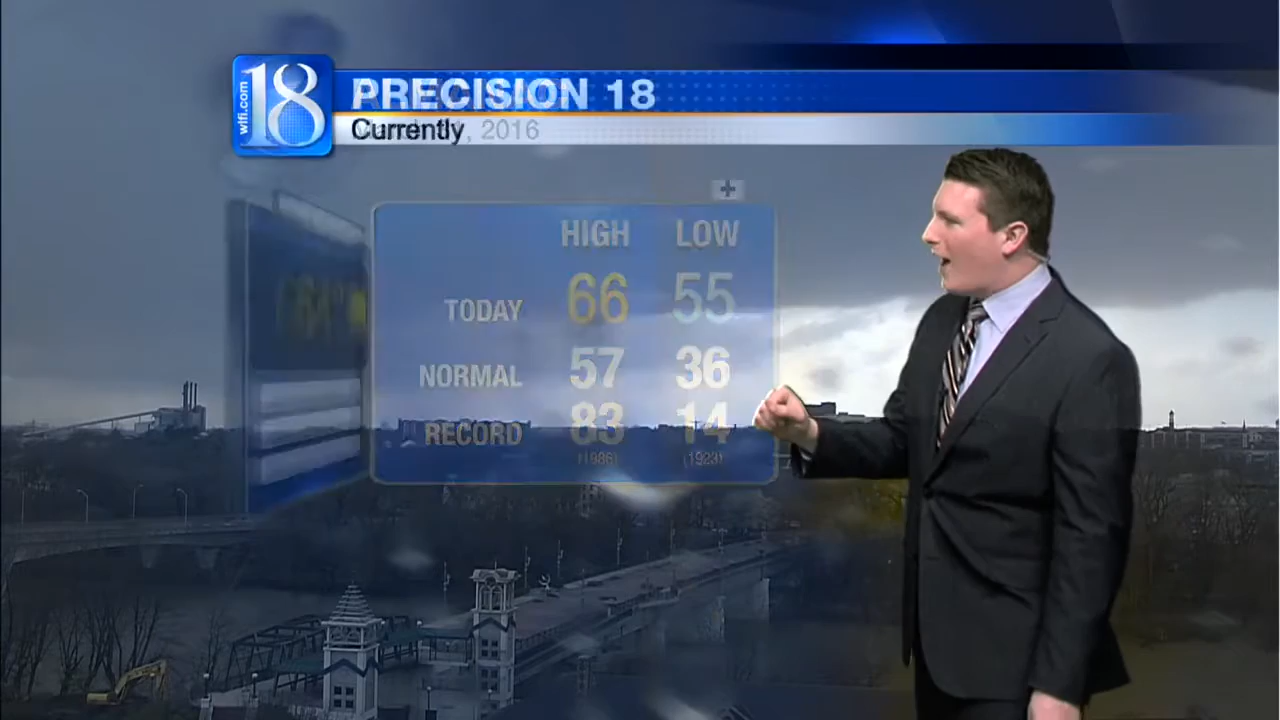 wlfi.com
18
PRECISION 18
Currently, 2016
HIGH LOW
TODAY 66 55
NORMAL 57 36
RECORD 83 14
(1986) (1923)